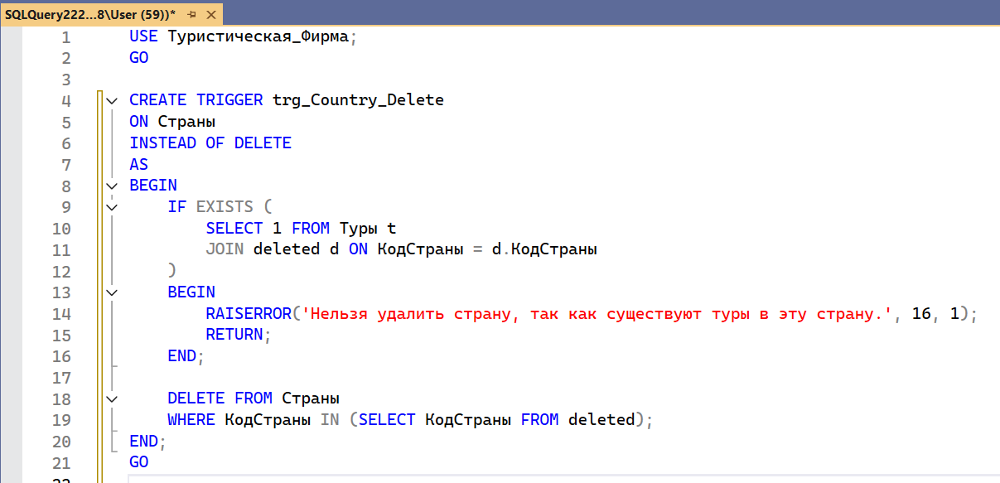 SQLQuery222...8\User (59))*
1 USE Туристическая_Фирма;
2 GO
3
4 CREATE TRIGGER trg_Country_Delete
5 ON Страны
6 INSTEAD OF DELETE
7 AS
8 BEGIN
9 IF EXISTS (
10 SELECT 1 FROM Туры t
11 JOIN deleted d ON КодСтраны = d.КодСтраны
12 )
13 BEGIN
14 RAISERROR('Нельзя удалить страну, так как существуют туры в эту страну.', 16, 1);
15 RETURN;
16 END;
17
18 DELETE FROM Страны
19 WHERE КодСтраны IN (SELECT КодСтраны FROM deleted);
20 END;
21 GO
22